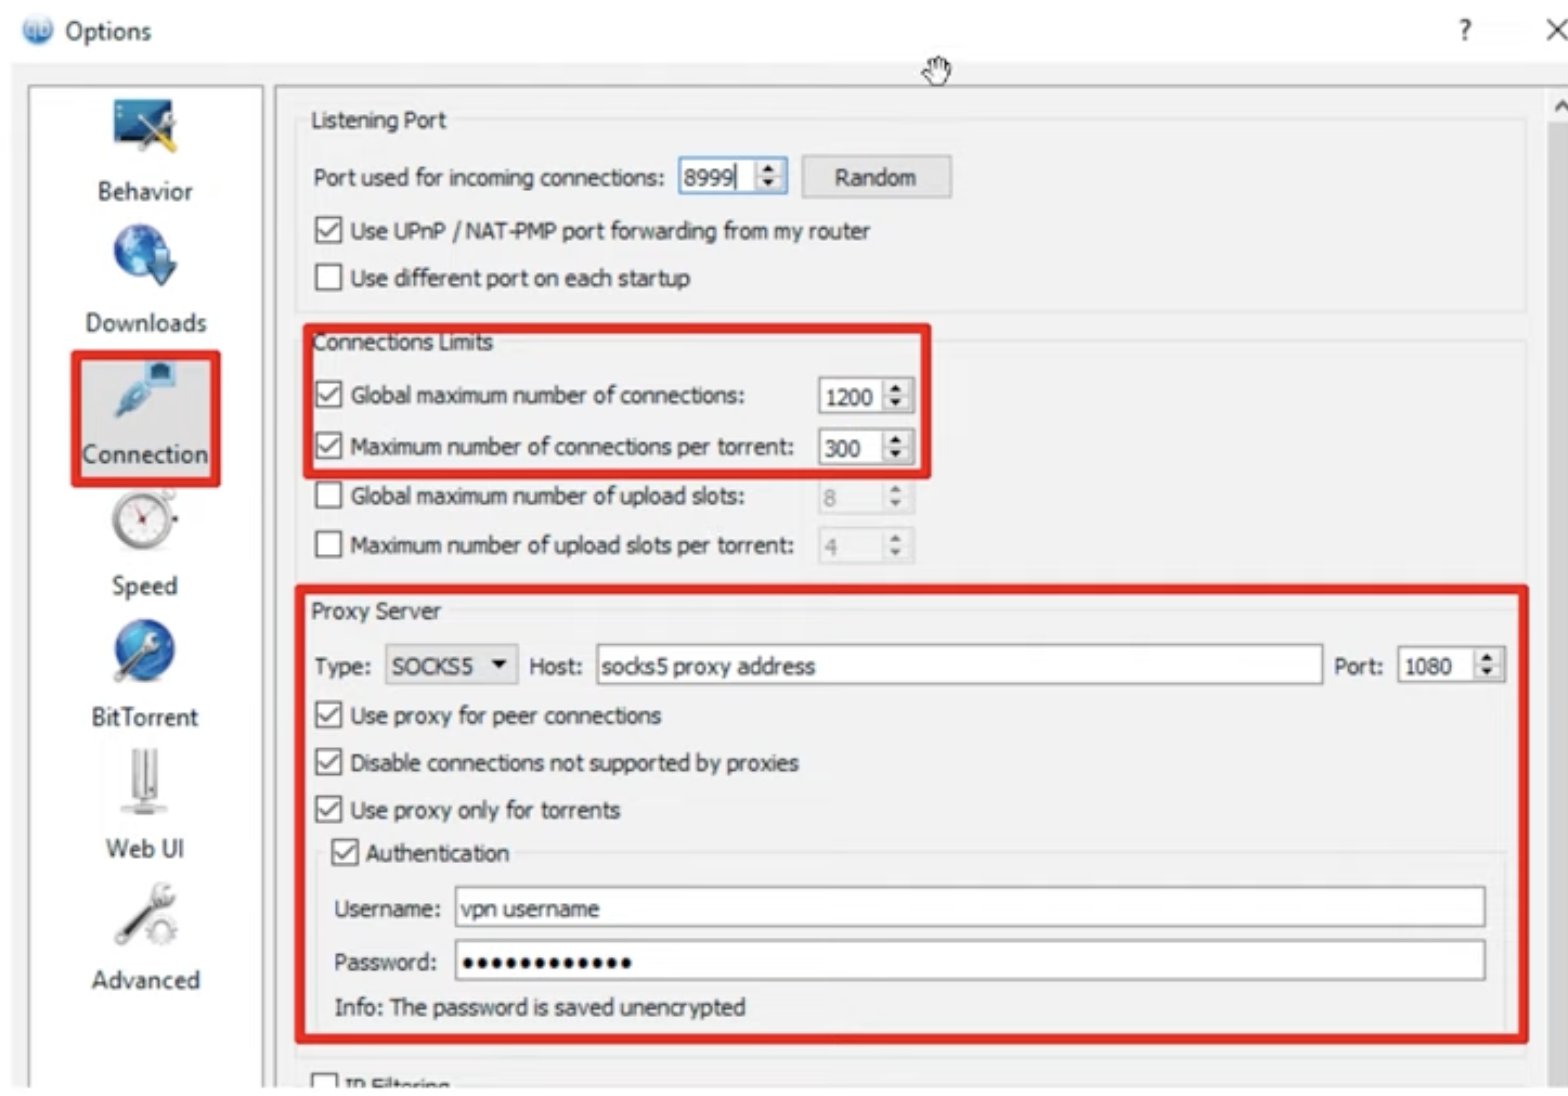 Options
?
Behavior
Downloads
Connection
Speed
BitTorrent
Web UI
Advanced
Listening Port
Port used for incoming connections: 8999 Random
Use UPnP / NAT-PMP port forwarding from my router
Use different port on each startup
Connections Limits
Global maximum number of connections: 1200
Maximum number of connections per torrent: 300
Global maximum number of upload slots: 8
Maximum number of upload slots per torrent: 4
Proxy Server
Type: SOCKS5 Host: socks5 proxy address Port: 1080
Use proxy for peer connections
Disable connections not supported by proxies
Use proxy only for torrents
Authentication
Username: vpn username
Password: ●●●●●●●●●●●●
Info: The password is saved unencrypted
IP Filtering